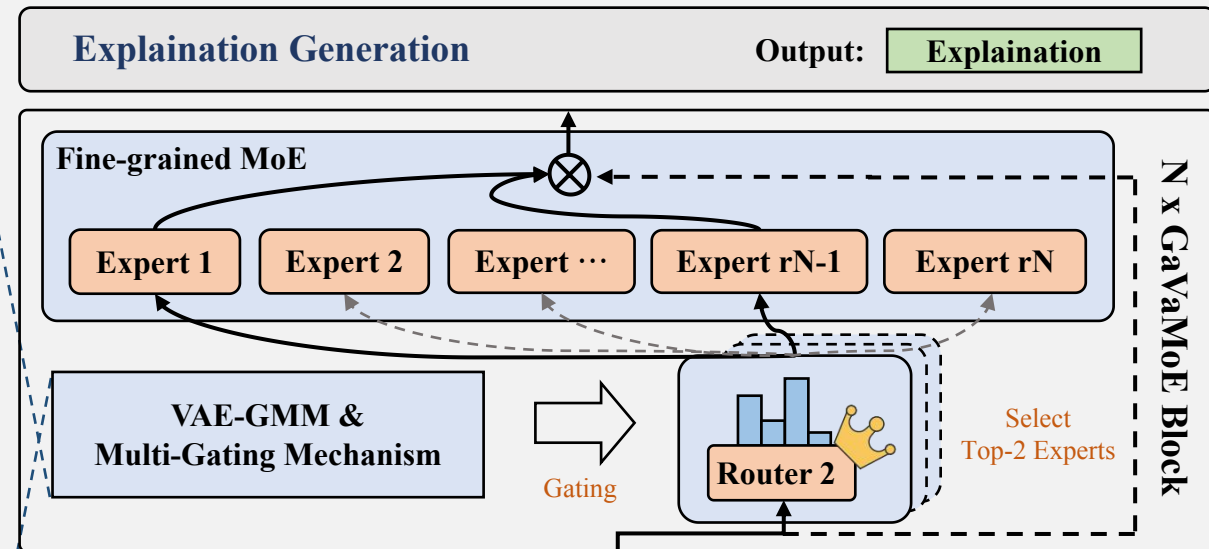 Explaination Generation
Output:
Explaination
Fine-grained MoE
Expert 1
Expert 2
Expert ⋯
Expert rN-1
Expert rN
N x GaVaMoE Block
VAE-GMM &
Multi-Gating Mechanism
Gating
Router 2
Select
Top-2 Experts